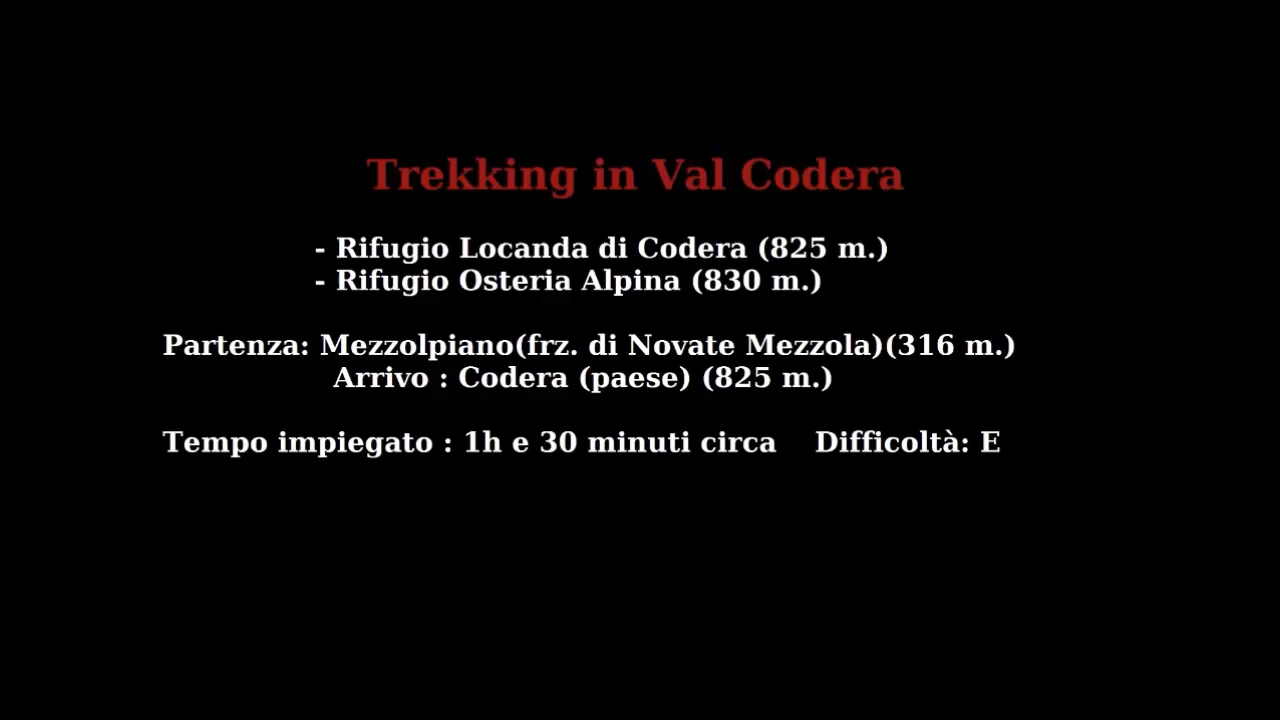 Trekking in Val Codera
- Rifugio Locanda di Codera (825 m.)
- Rifugio Osteria Alpina (830 m.)
Partenza: Mezzolpiano(frz. di Novate Mezzola)(316 m.)
Arrivo : Codera (paese) (825 m.)
Tempo impiegato : 1h e 30 minuti circa    Difficoltà: E